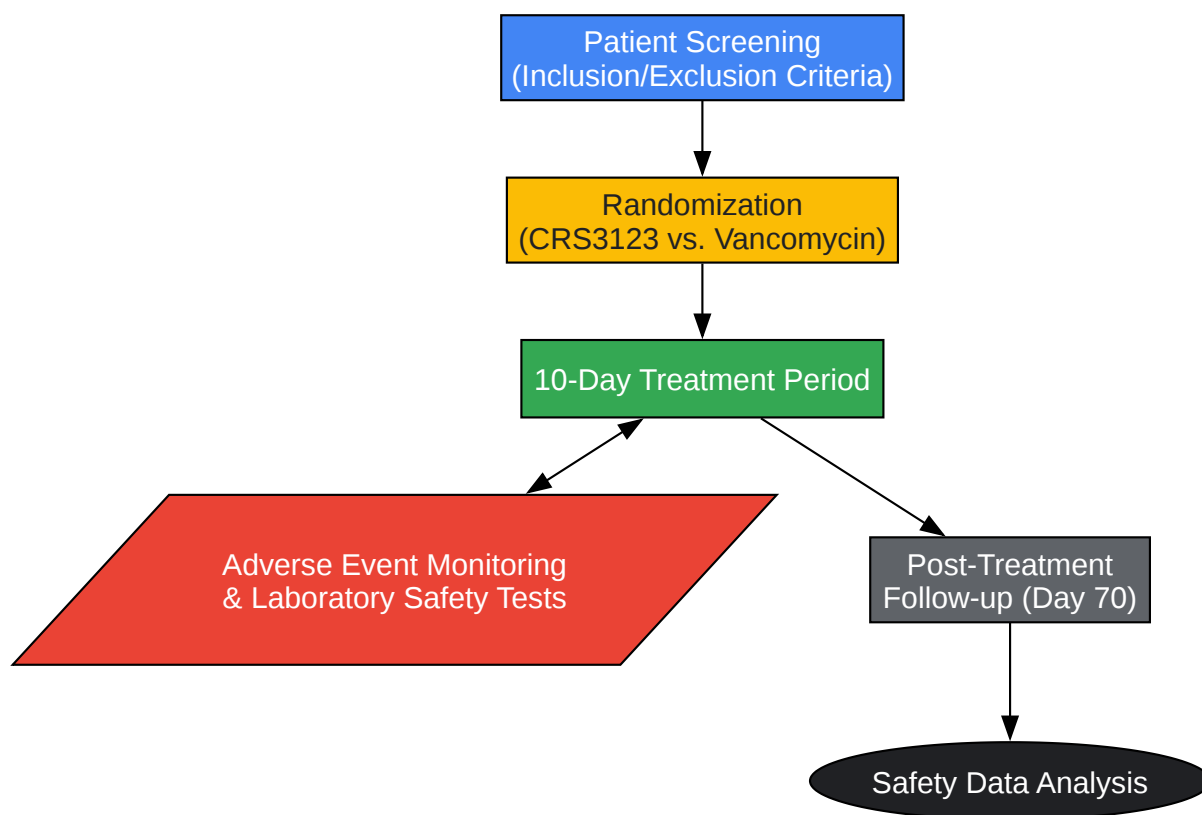 Patient Screening
(Inclusion/Exclusion Criteria)
Randomization
(CRS3123 vs. Vancomycin)
10-Day Treatment Period
Adverse Event Monitoring
& Laboratory Safety Tests
Post-Treatment
Follow-up (Day 70)
Safety Data Analysis